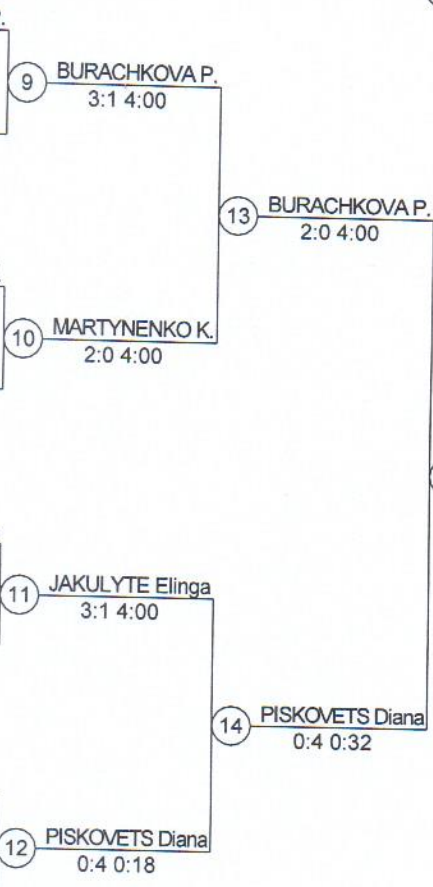 9 BURACHKOVA P.
3:1 4:00
13 BURACHKOVA P.
2:0 4:00
10 MARTYNENKO K.
2:0 4:00
11 JAKULYTE Elinga
3:1 4:00
14 PISKOVETS Diana
0:4 0:32
12 PISKOVETS Diana
0:4 0:18